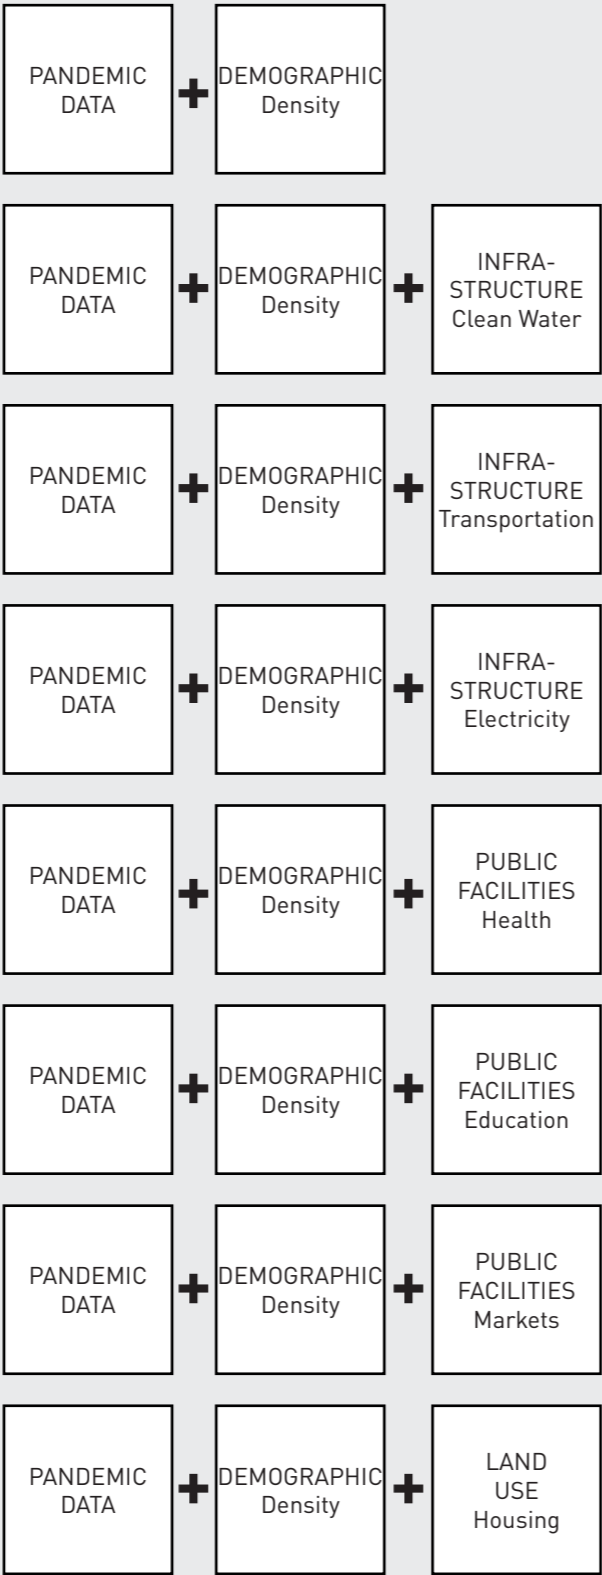 PANDEMIC
DATA
+
DEMOGRAPHIC
Density
PANDEMIC
DATA
+
DEMOGRAPHIC
Density
+
INFRA-
STRUCTURE
Clean Water
PANDEMIC
DATA
+
DEMOGRAPHIC
Density
+
INFRA-
STRUCTURE
Transportation
PANDEMIC
DATA
+
DEMOGRAPHIC
Density
+
INFRA-
STRUCTURE
Electricity
PANDEMIC
DATA
+
DEMOGRAPHIC
Density
+
PUBLIC
FACILITIES
Health
PANDEMIC
DATA
+
DEMOGRAPHIC
Density
+
PUBLIC
FACILITIES
Education
PANDEMIC
DATA
+
DEMOGRAPHIC
Density
+
PUBLIC
FACILITIES
Markets
PANDEMIC
DATA
+
DEMOGRAPHIC
Density
+
LAND
USE
Housing